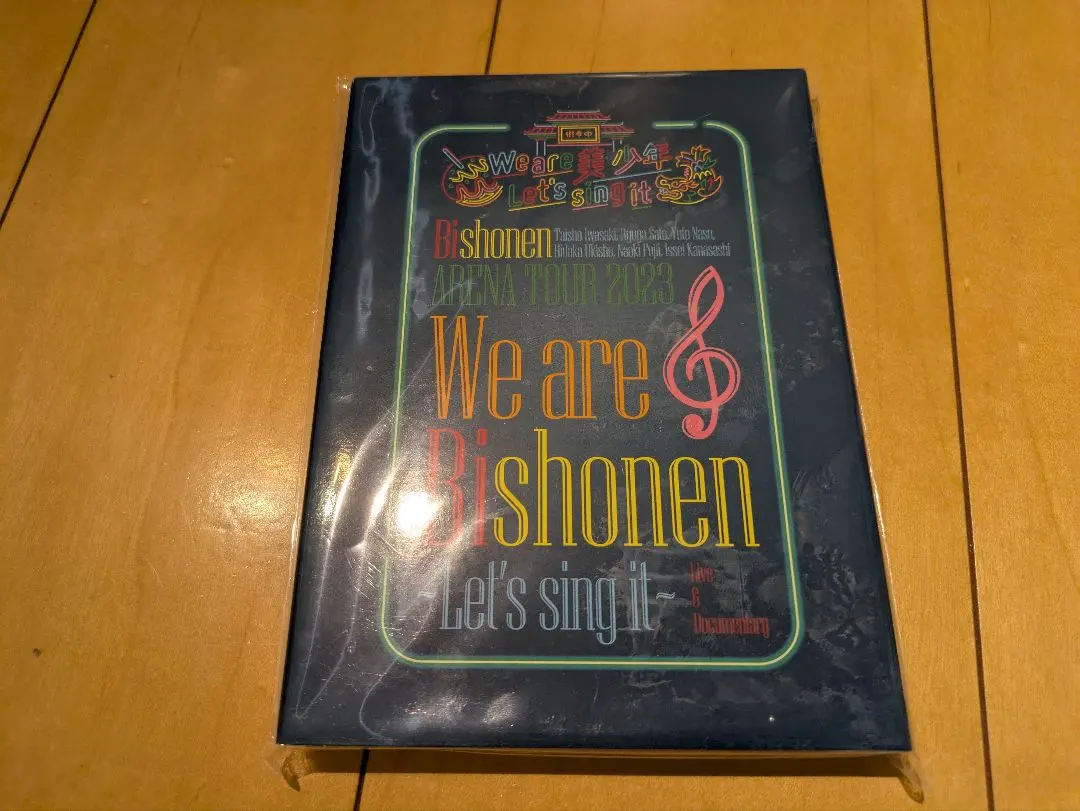 We are 美 少年
Let's sing it
Bishonen Taisho Iwasaki, Ryuga Sato, Yuto Nasu,
Hidaka Ukisho, Naoki Fujii, Issei Kanasashi
ARENA TOUR 2023
We are
Bishonen
~Let's sing it~
Live
&
Documentary